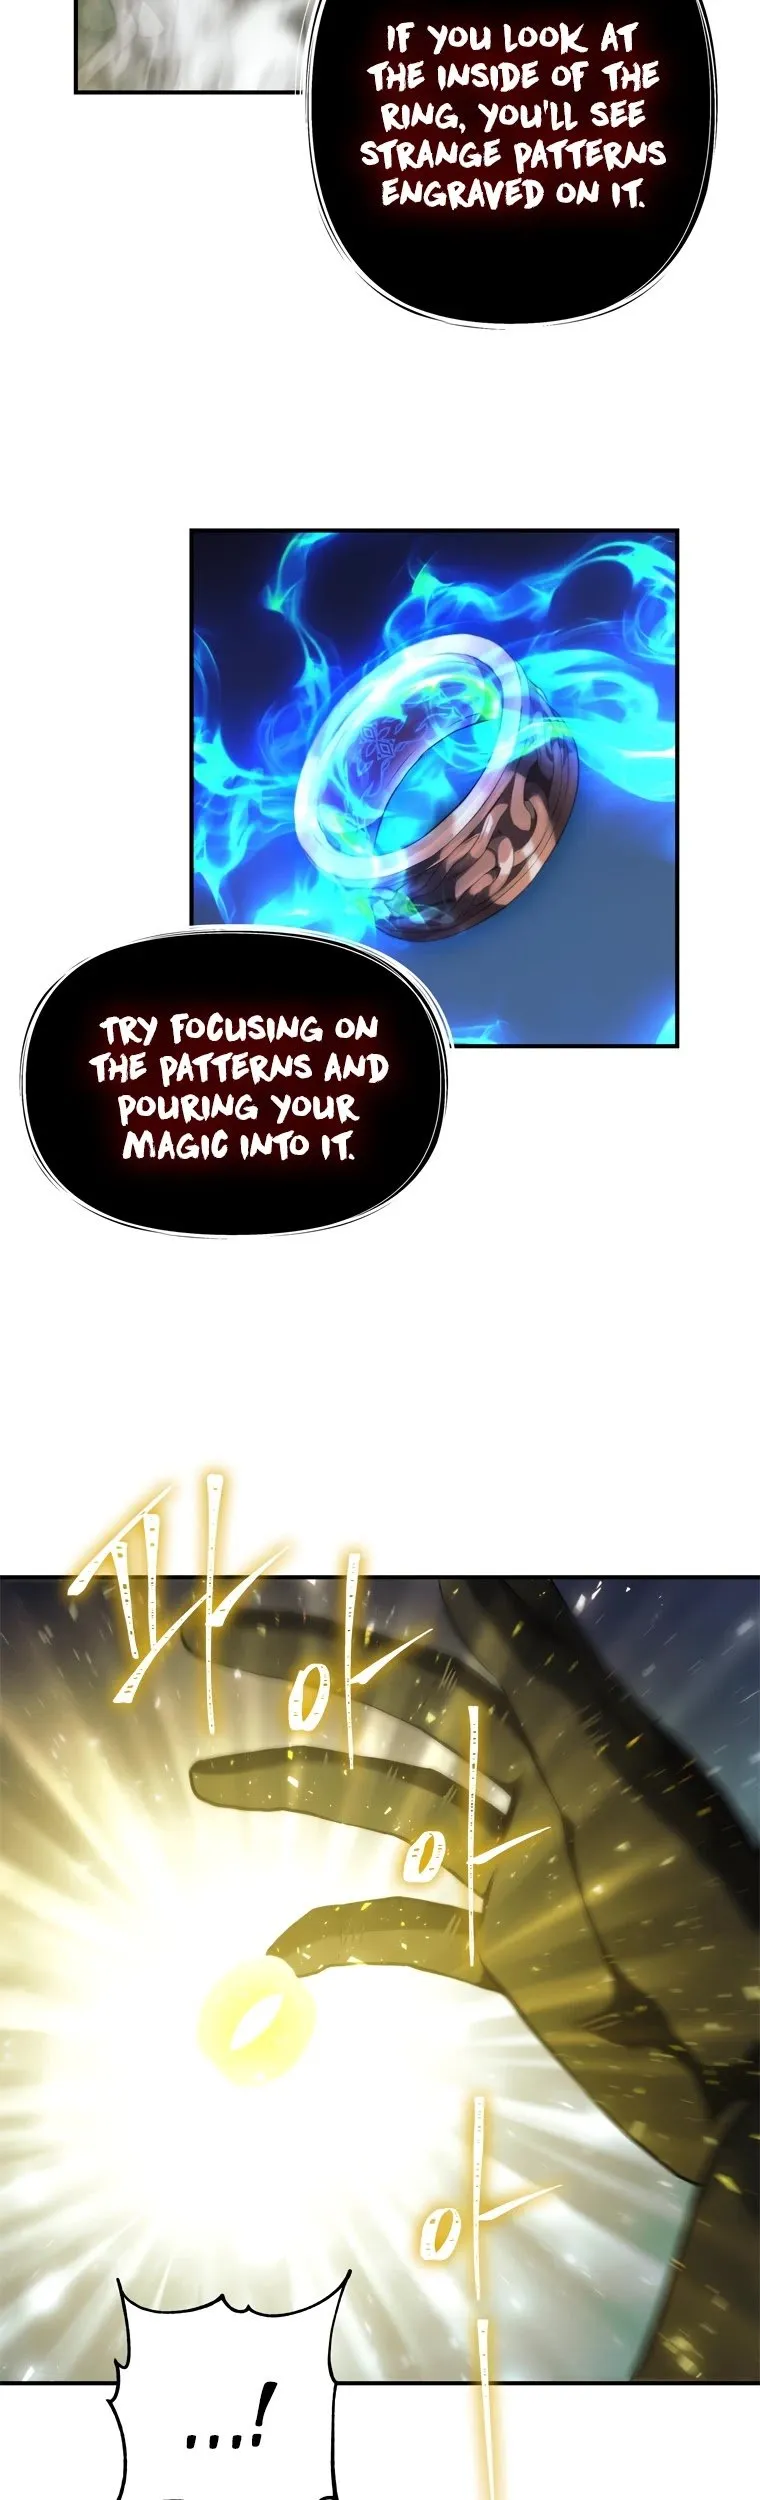 IF YOU LOOK AT
THE INSIDE OF THE
RING, YOU'LL SEE
STRANGE PATTERNS
ENGRAVED ON IT.
TRY FOCUSING ON
THE PATTERNS AND
POURING YOUR
MAGIC INTO IT.
파
아
아
아
....!